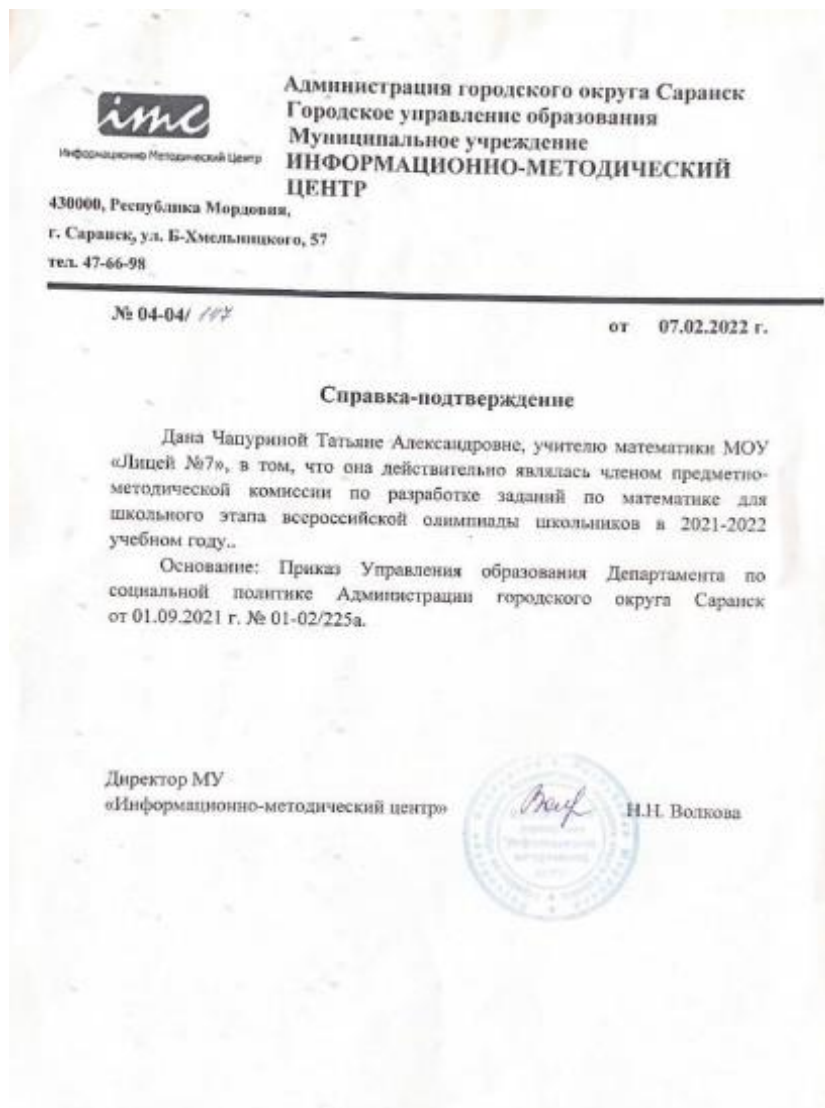 imc
Информационно Методический Центр
Администрация городского округа Саранск
Городское управление образования
Муниципальное учреждение
ИНФОРМАЦИОННО-МЕТОДИЧЕСКИЙ
ЦЕНТР
430000, Республика Мордовия,
г. Саранск, ул. Б-Хмельницкого, 57
тел. 47-66-98
№ 04-04/
от 07.02.2022 г.
Справка-подтверждение
Дана Чапуриной Татьяне Александровне, учителю математики МОУ
«Лицей №7», в том, что она действительно являлась членом предметно-
методической комиссии по разработке заданий по математике для
школьного этапа всероссийской олимпиады школьников в 2021-2022
учебном году..
Основание: Приказ Управления образования Департамента по
социальной политике Администрации городского округа Саранск
от 01.09.2021 г. № 01-02/225а.
Директор МУ
«Информационно-методический центр»
Н.Н. Волкова